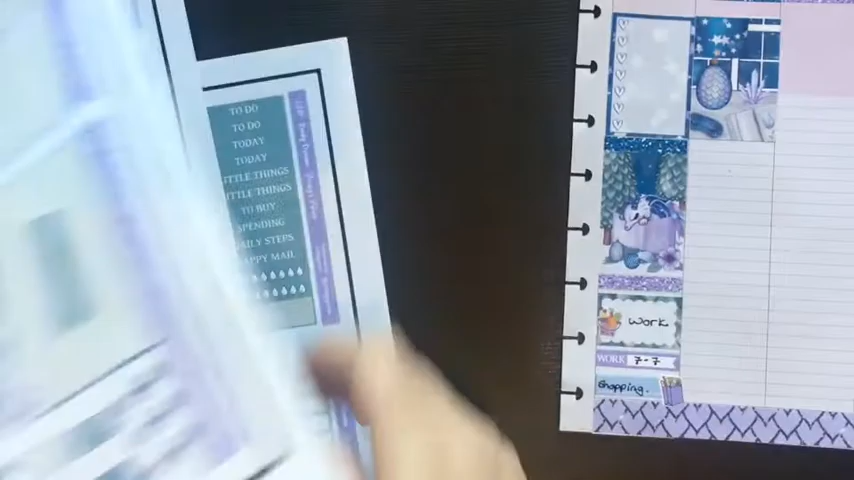 TO DO
TO DO
TODAY
TODAY
LITTLE THINGS
LITTLE THINGS
TO BUY
SPENDING
DAILY STEPS
HAPPY MAIL
Work
WORK 7-7
Shopping.